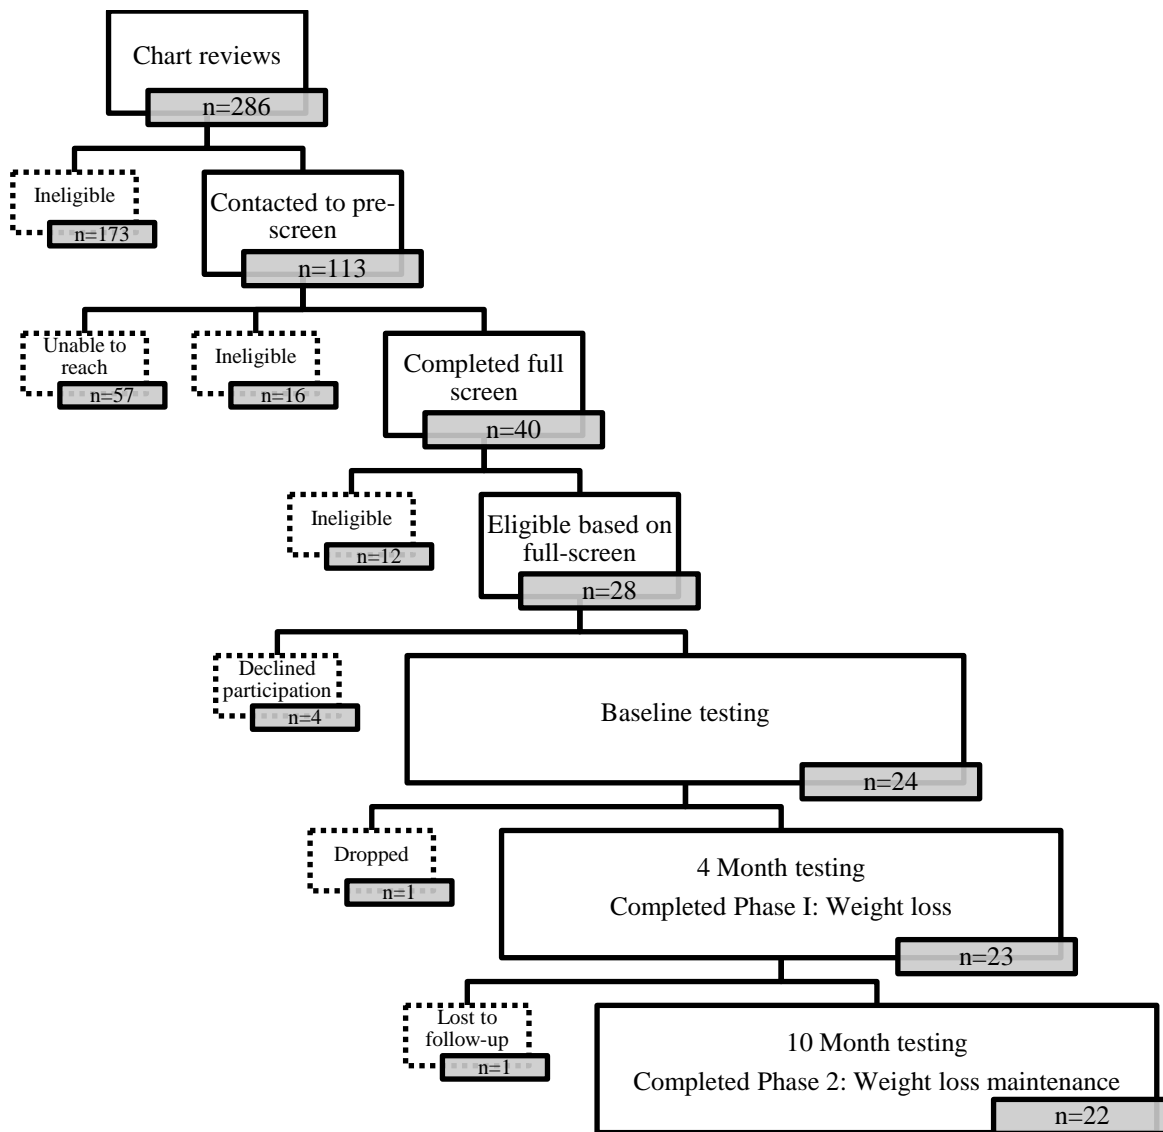 Chart reviews
n=286
Ineligible
n=173
Contacted to pre-
screen
n=113
Unable to
reach
n=57
Ineligible
n=16
Completed full
screen
n=40
Ineligible
n=12
Eligible based on
full-screen
n=28
Declined
participation
n=4
Baseline testing
n=24
Dropped
n=1
4 Month testing
Completed Phase I: Weight loss
n=23
Lost to
follow-up
n=1
10 Month testing
Completed Phase 2: Weight loss maintenance
n=22